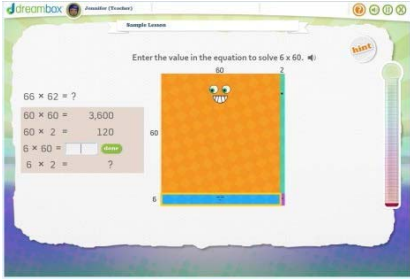 dreambox
Jennifer (Teacher)
Sample Lesson
Enter the value in the equation to solve 6 x 60.
hint
60 2
66 × 62 = ?
60 × 60 = 3,600
60 × 2 = 120
60
6 × 60 = done
6 × 2 = ?
6